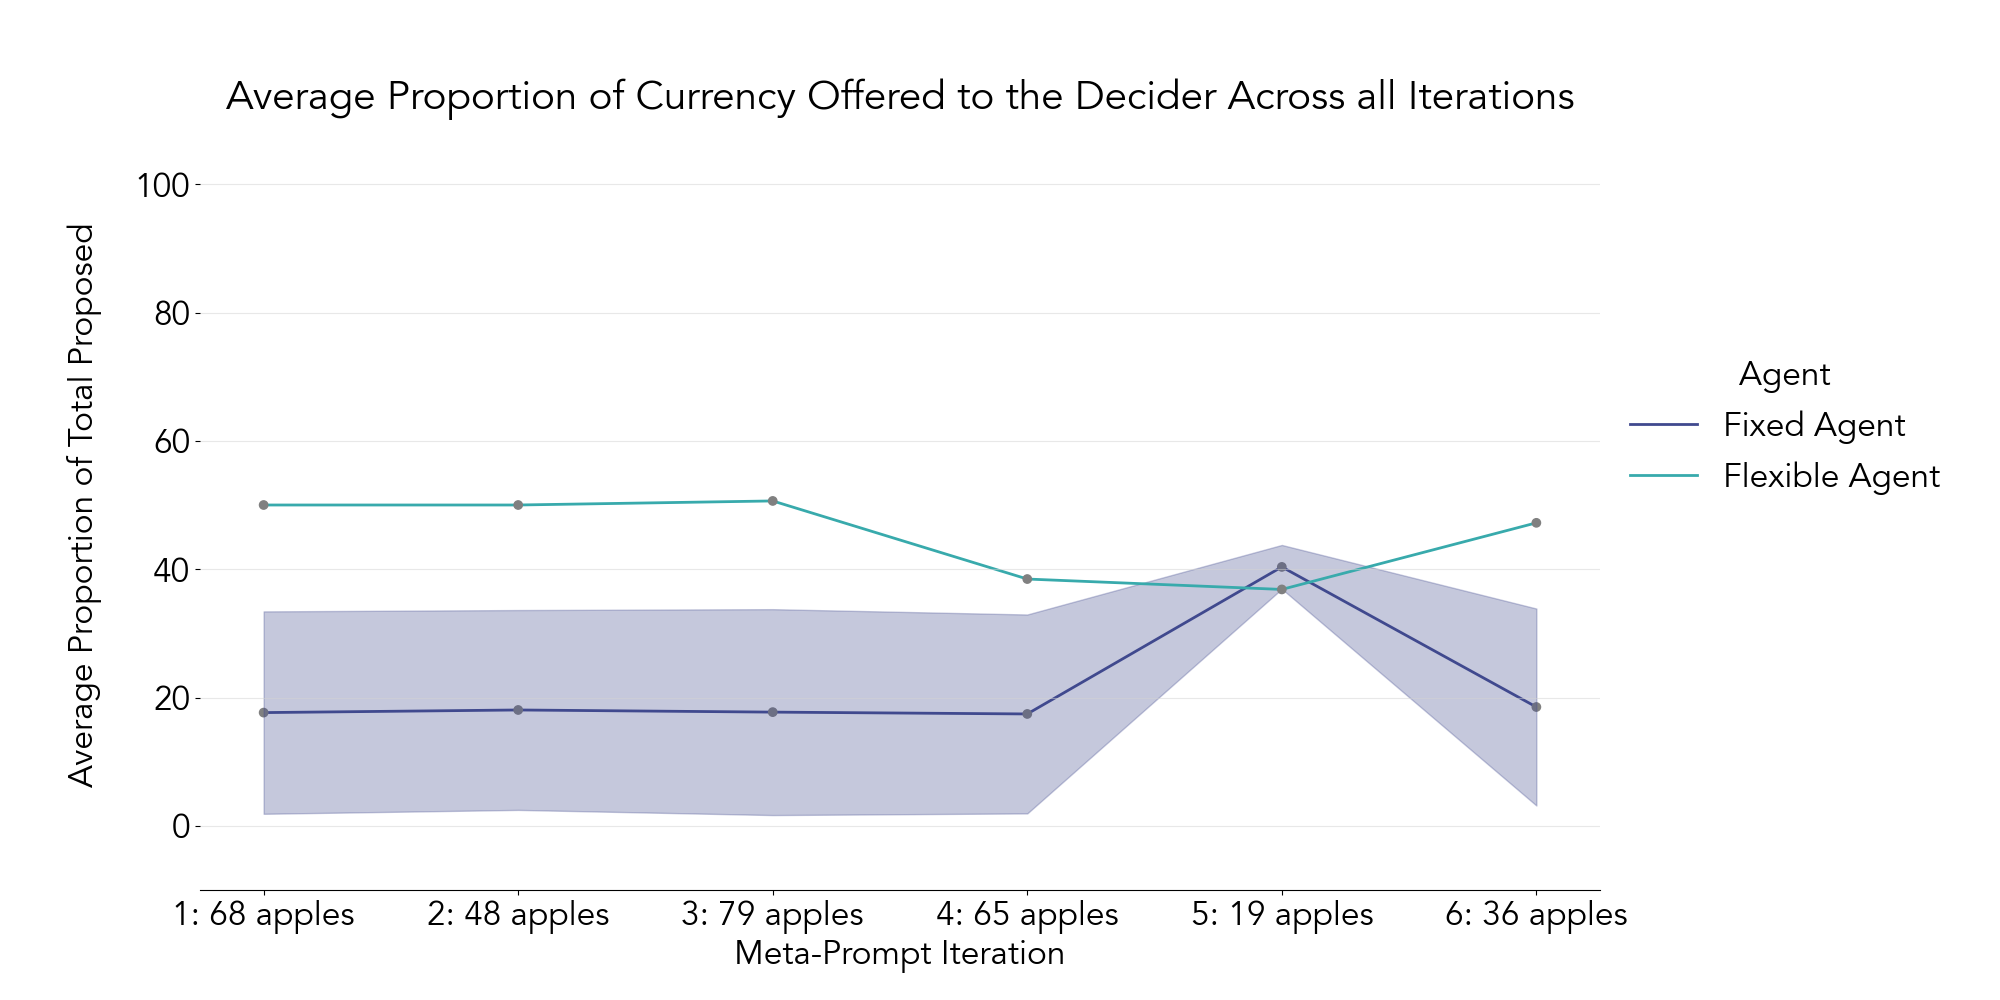 Average Proportion of Currency Offered to the Decider Across all Iterations
Average Proportion of Total Proposed
100
80
60
40
20
0
1: 68 apples
2: 48 apples
3: 79 apples
4: 65 apples
5: 19 apples
6: 36 apples
Meta-Prompt Iteration
Agent
Fixed Agent
Flexible Agent